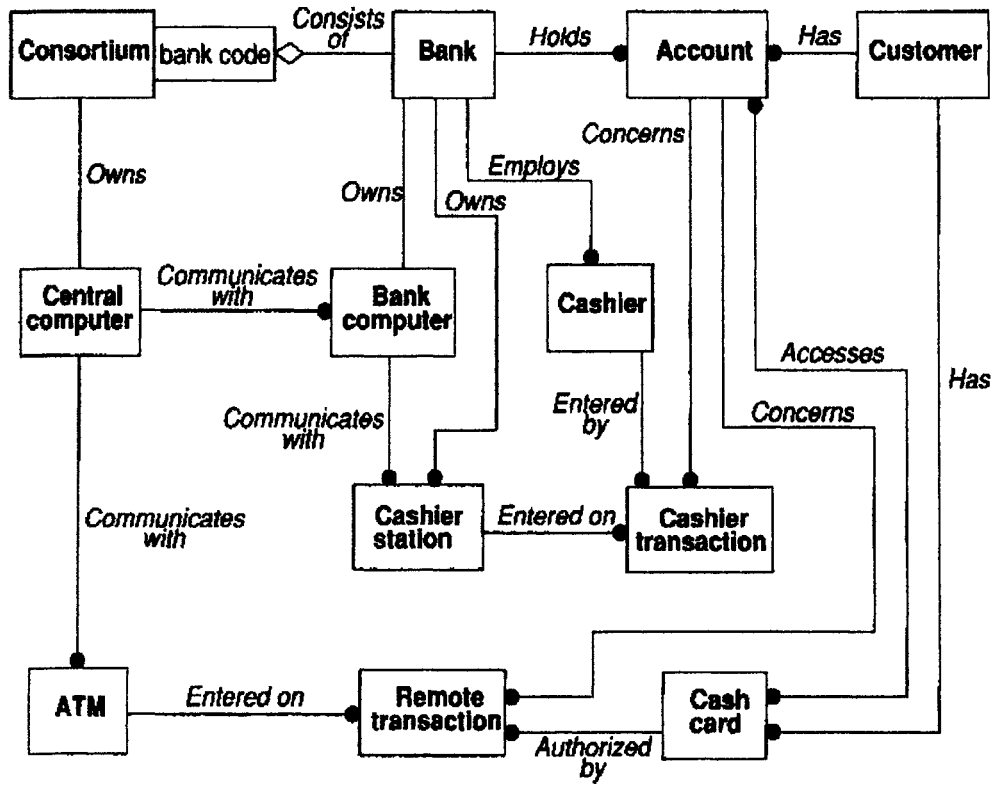 Consists
of
Consortium
bank code
Bank
Holds
Account
Has
Customer
Concerns
Owns
Employs
Owns
Owns
Communicates
with
Central
computer
Bank
computer
Cashier
Accesses
Has
Entered
by
Concerns
Communicates
with
Communicates
with
Cashier
station
Entered on
Cashier
transaction
ATM
Entered on
Remote
transaction
Cash
card
Authorized
by